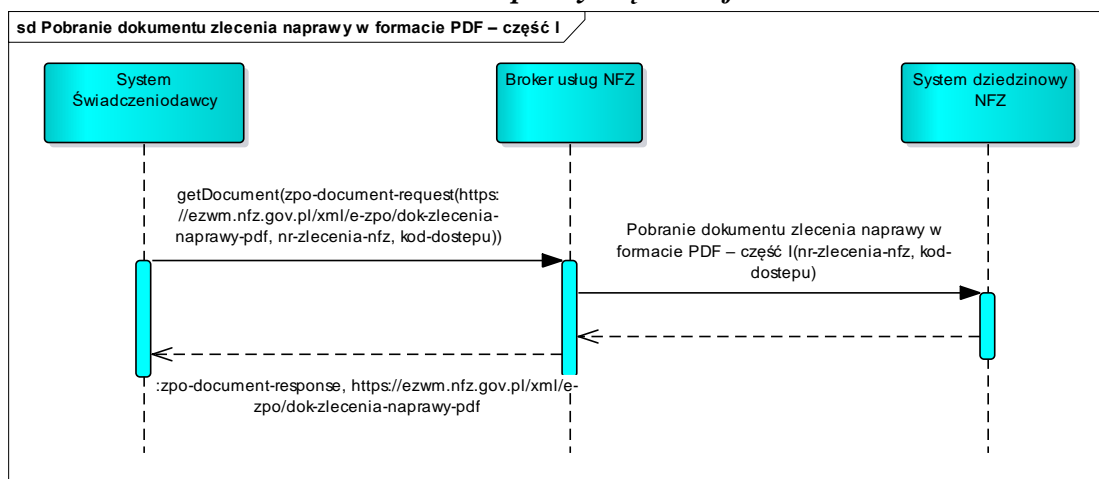 sd Pobranie dokumentu zlecenia naprawy w formacie PDF – część I
System
Świadczeniodawcy
Broker usług NFZ
System dziedzinowy
NFZ
getDocument(zpo-document-request(https:
//ezwm.nfz.gov.pl/xml/e-zpo/dok-zlecenia-
naprawy-pdf, nr-zlecenia-nfz, kod-dostepu))
Pobranie dokumentu zlecenia naprawy w
formacie PDF – część I(nr-zlecenia-nfz, kod-
dostepu)
:zpo-document-response, https://ezwm.nfz.gov.pl/xml/e-
zpo/dok-zlecenia-naprawy-pdf